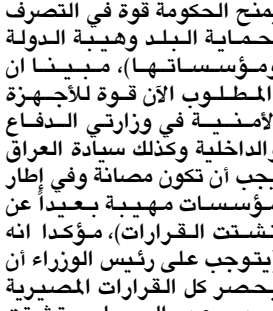 يمنح الحكومة قوة في التصرف
لحماية البلد وهيبة الدولة
ومؤسساتها)، مبينا ان
المطلوب الآن قوة للأجهزة
الأمنية في وزارتي الدفاع
والداخلية وكذلك سيادة العراق
يجب أن تكون مصانة وفي إطار
مؤسسات مهيبة بعيداً عن
تشتت القرارات)، مؤكدا انه
(يتوجب على رئيس الوزراء أن
يحصر كل القرارات المصيرية